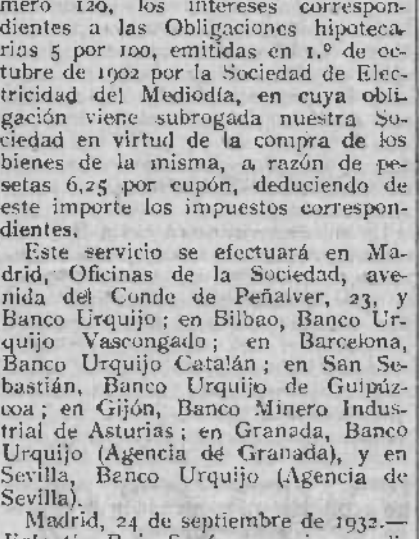 mero 120, los intereses correspon-
dientes a las Obligaciones hipoteca-
rias 5 por 100, emitidas en 1.º de oc-
tubre de 1902 por la Sociedad de Elec-
tricidad del Mediodía, en cuya obli-
gación viene subrogada nuestra So-
ciedad en virtud de la compra de los
bienes de la misma, a razón de pe-
setas 6,25 por cupón, deduciendo de
este importe los impuestos correspon-
dientes.
Este servicio se efectuará en Ma-
drid, Oficinas de la Sociedad, ave-
nida del Conde de Peñalver, 23, y
Banco Urquijo; en Bilbao, Banco Ur-
quijo Vascongado; en Barcelona,
Banco Urquijo Catalán; en San Se-
bastián, Banco Urquijo de Guipúz-
coa; en Gijón, Banco Minero Indus-
trial de Asturias; en Granada, Banco
Urquijo (Agencia de Granada), y en
Sevilla, Banco Urquijo (Agencia de
Sevilla).
Madrid, 24 de septiembre de 1932.—